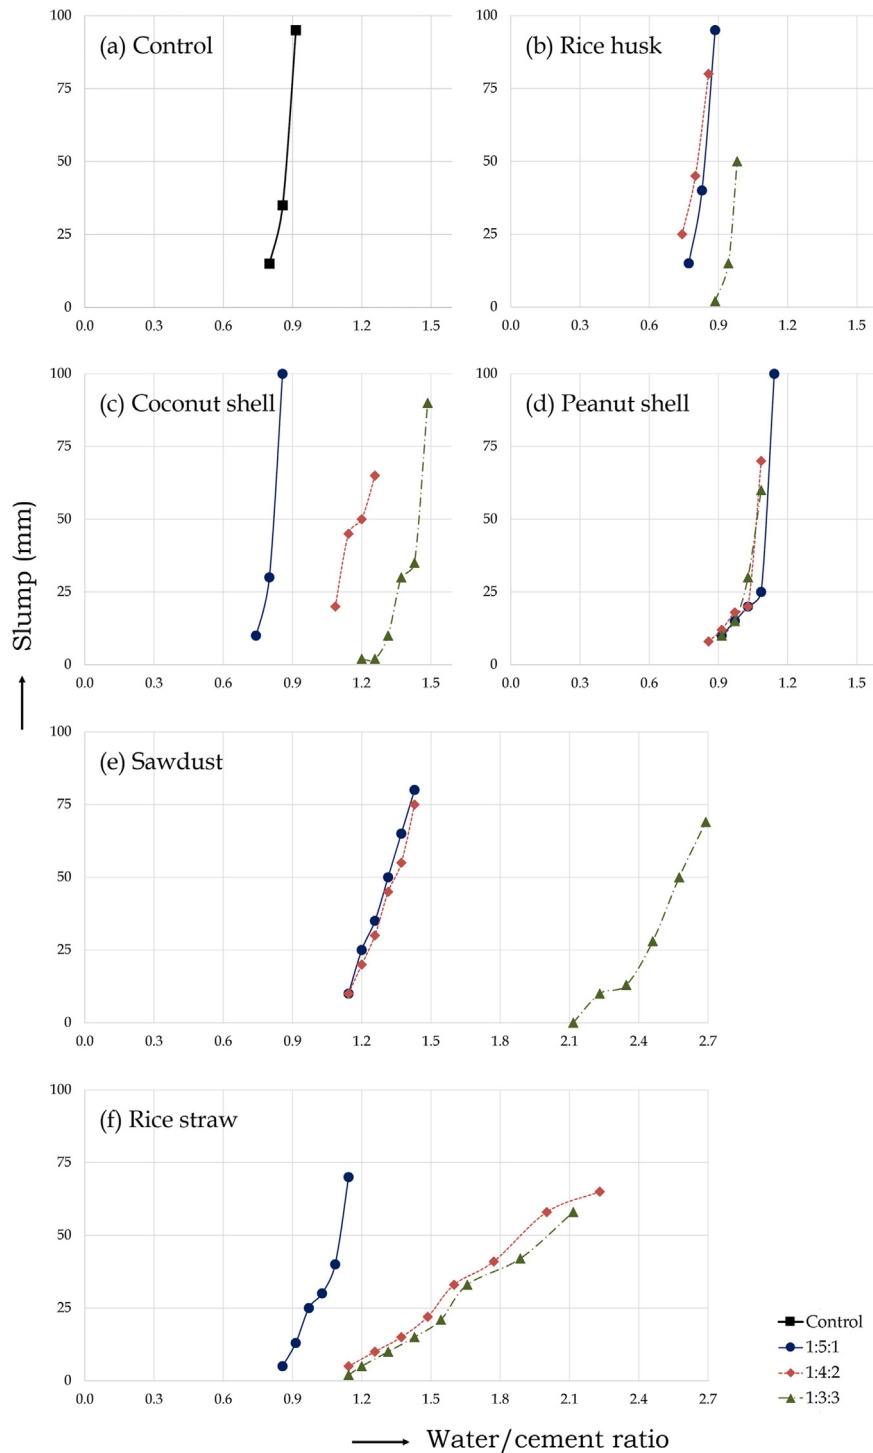 100
(a) Control
75
50
25
0
0.0 0.3 0.6 0.9 1.2 1.5
100
(b) Rice husk
75
50
25
0
0.0 0.3 0.6 0.9 1.2 1.5
100
(c) Coconut shell
75
50
25
0
0.0 0.3 0.6 0.9 1.2 1.5
100
(d) Peanut shell
75
50
25
0
0.0 0.3 0.6 0.9 1.2 1.5
Slump (mm)
100
(e) Sawdust
75
50
25
0
0.0 0.3 0.6 0.9 1.2 1.5 1.8 2.1 2.4 2.7
100
(f) Rice straw
75
50
25
0
0.0 0.3 0.6 0.9 1.2 1.5 1.8 2.1 2.4 2.7
Control
1:5:1
1:4:2
1:3:3
Water/cement ratio